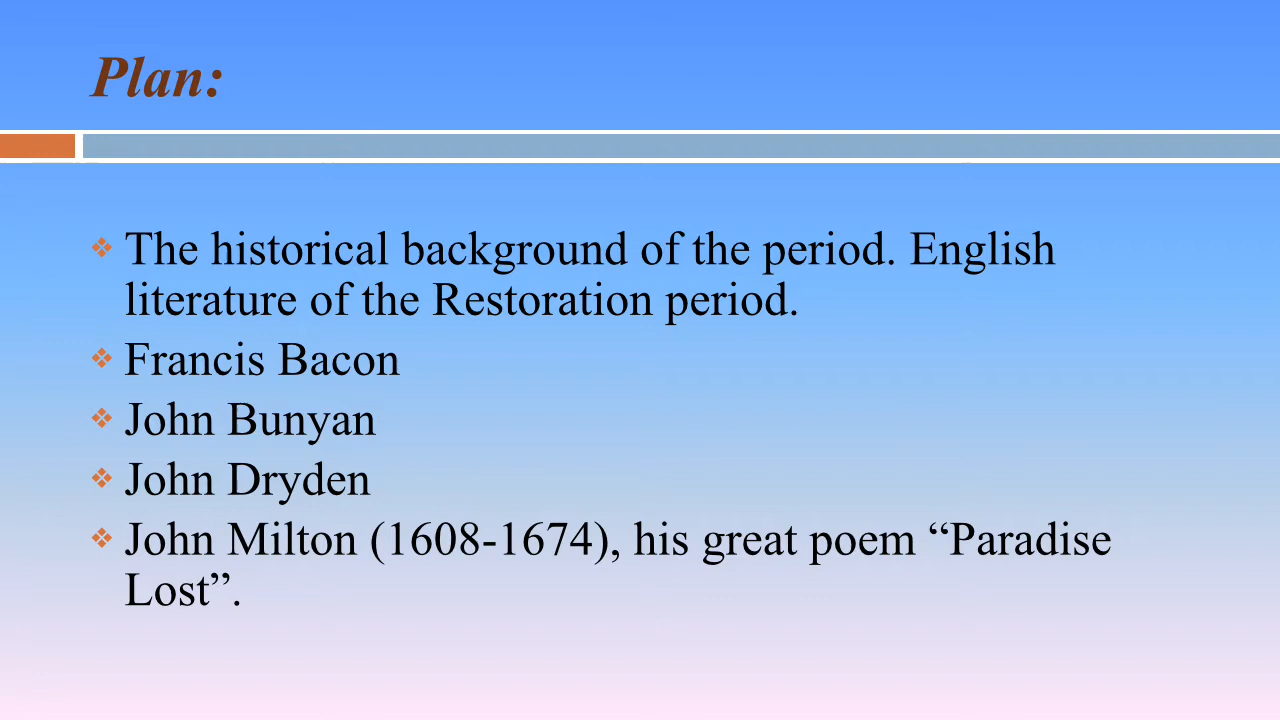 Plan:
The historical background of the period. English
literature of the Restoration period.
Francis Bacon
John Bunyan
John Dryden
John Milton (1608-1674), his great poem “Paradise
Lost”.